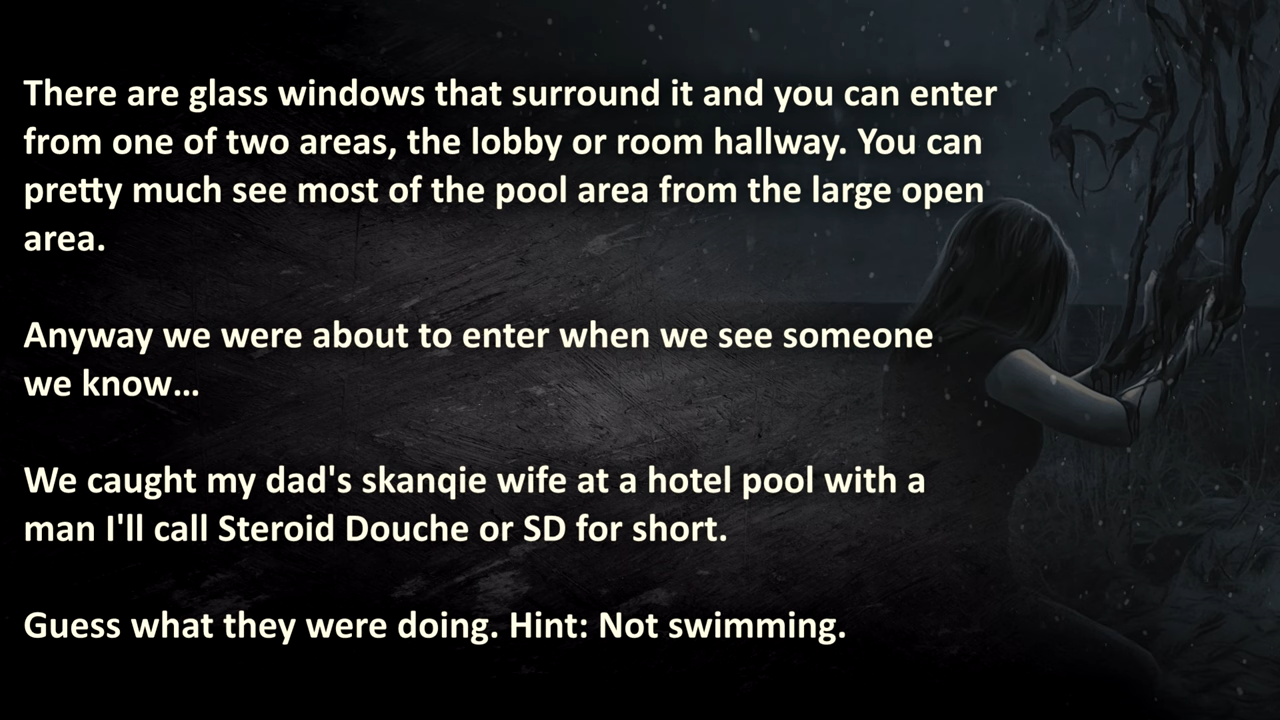 There are glass windows that surround it and you can enter
from one of two areas, the lobby or room hallway. You can
pretty much see most of the pool area from the large open
area.
Anyway we were about to enter when we see someone
we know...
We caught my dad's skanqie wife at a hotel pool with a
man I'll call Steroid Douche or SD for short.
Guess what they were doing. Hint: Not swimming.